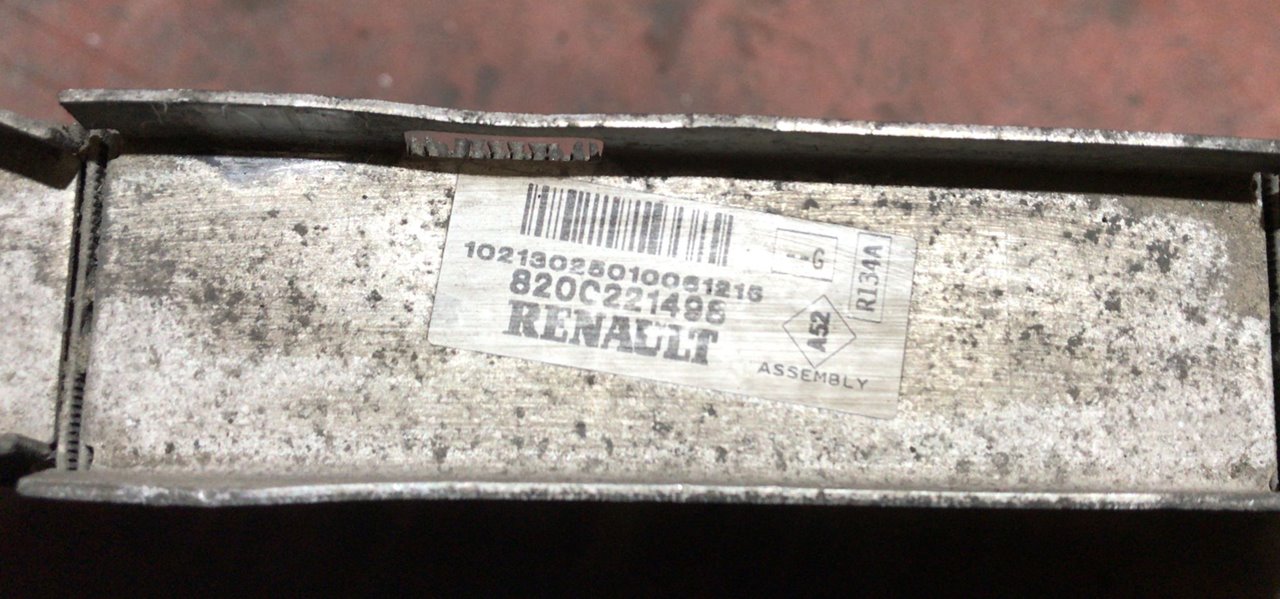 10213025010061216
8200221498
RENAULT
G
R134A
A52
ASSEMBLY